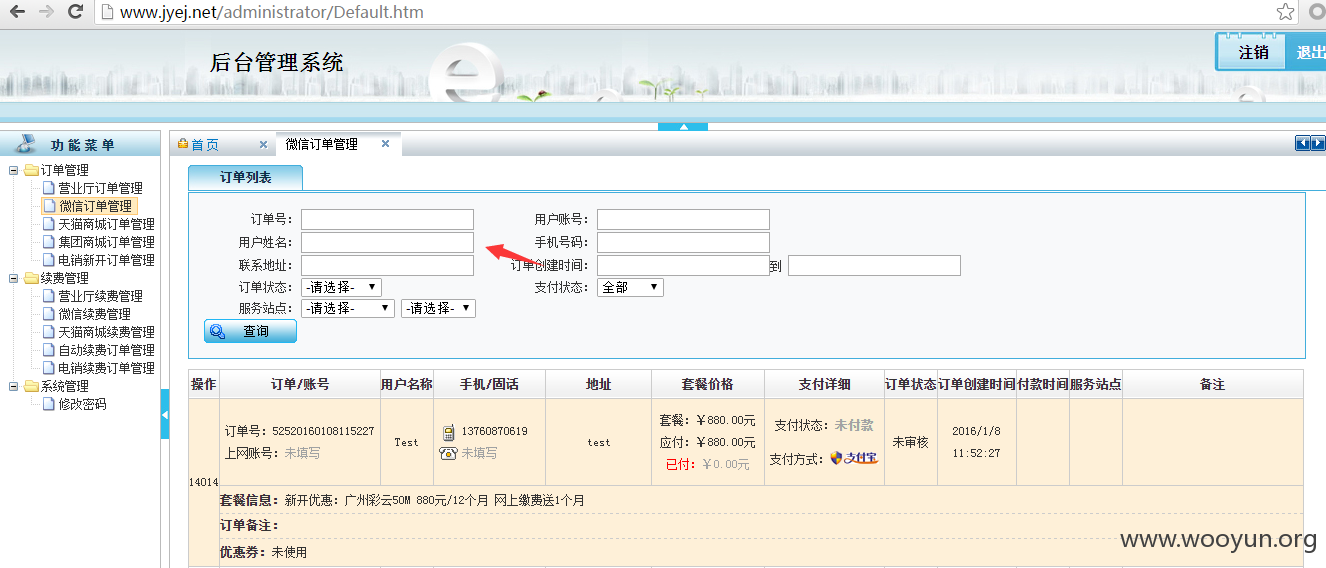 www.jyej.net/administrator/Default.htm
后台管理系统
注销 退出
功能菜单
首页 微信订单管理
订单管理
营业厅订单管理
微信订单管理
天猫商城订单管理
集团商城订单管理
电销新开订单管理
续费管理
营业厅续费管理
微信续费管理
天猫商城续费管理
自动续费订单管理
电销续费订单管理
系统管理
修改密码
订单列表
订单号： 用户账号：
用户姓名： 手机号码：
联系地址： 订单创建时间： 到
订单状态： -请选择- 支付状态： 全部
服务站点： -请选择- -请选择-
查询
操作 订单/账号 用户名称 手机/固话 地址 套餐价格 支付详细 订单状态 订单创建时间 付款时间 服务站点 备注
14014
订单号：52520160108115227
上网账号：未填写
Test
13760870619
未填写
test
套餐：￥880.00元
应付：￥880.00元
已付：￥0.00元
支付状态：未付款
支付方式：支付宝
未审核
2016/1/8
11:52:27
套餐信息：新开优惠：广州彩云50M 880元/12个月 网上缴费送1个月
订单备注：
优惠券：未使用
www.wooyun.org